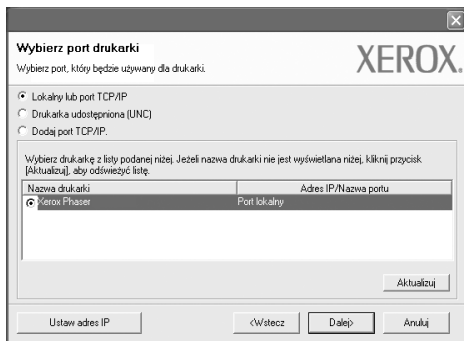 Wybierz port drukarki
Wybierz port, który będzie używany dla drukarki.
XEROX.
Lokalny lub port TCP/IP
Drukarka udostępniona (UNC)
Dodaj port TCP/IP.
Wybierz drukarkę z listy podanej niżej. Jeżeli nazwa drukarki nie jest wyświetlana niżej, kliknij przycisk
[Aktualizuj], aby odświeżyć listę.
Nazwa drukarki Adres IP/Nazwa portu
Xerox Phaser Port lokalny
Aktualizuj
Ustaw adres IP <Wstecz Dalej> Anuluj